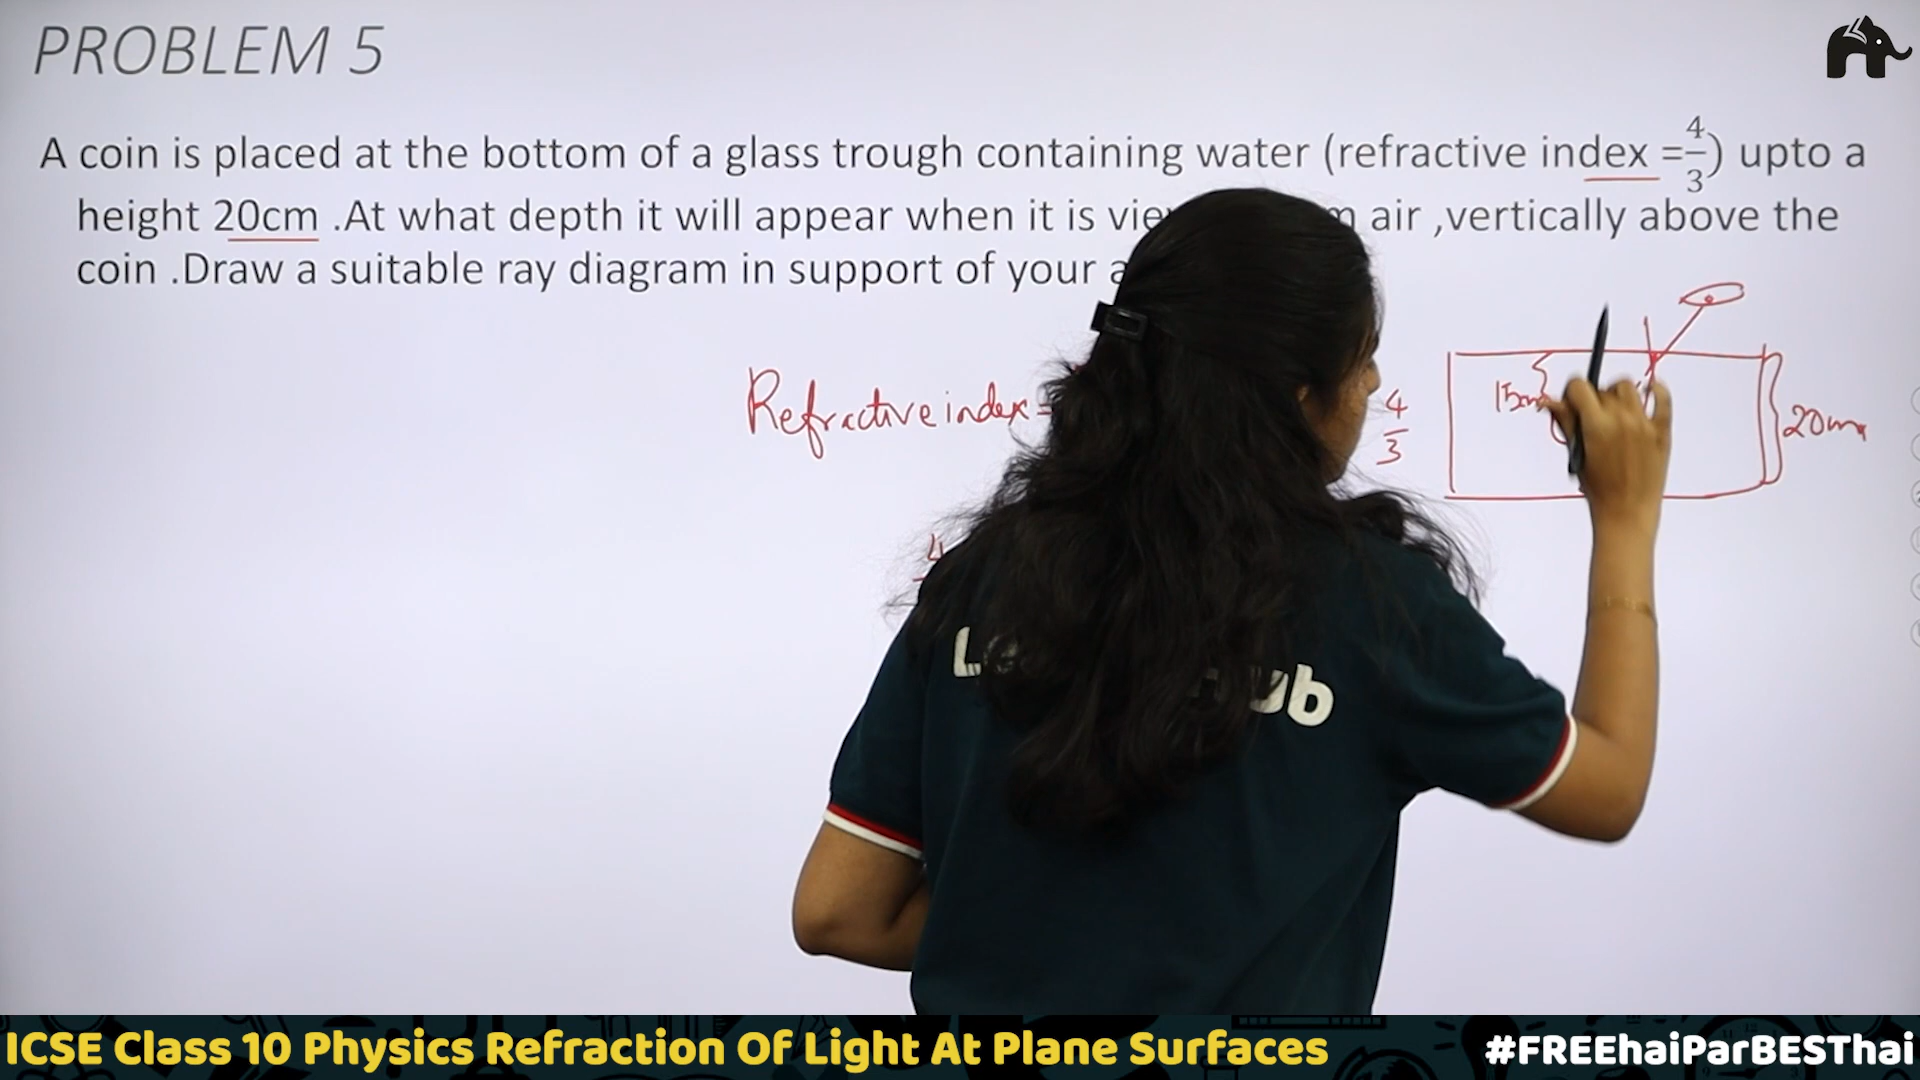 PROBLEM 5
A coin is placed at the bottom of a glass trough containing water (refractive index =4/3) upto a
height 20cm .At what depth it will appear when it is air ,vertically above the
coin .Draw a suitable ray diagram in support of your
Refractive index =
4/3
15cm
20cm
4
ICSE Class 10 Physics Refraction Of Light At Plane Surfaces
#FREEhaiParBESThai